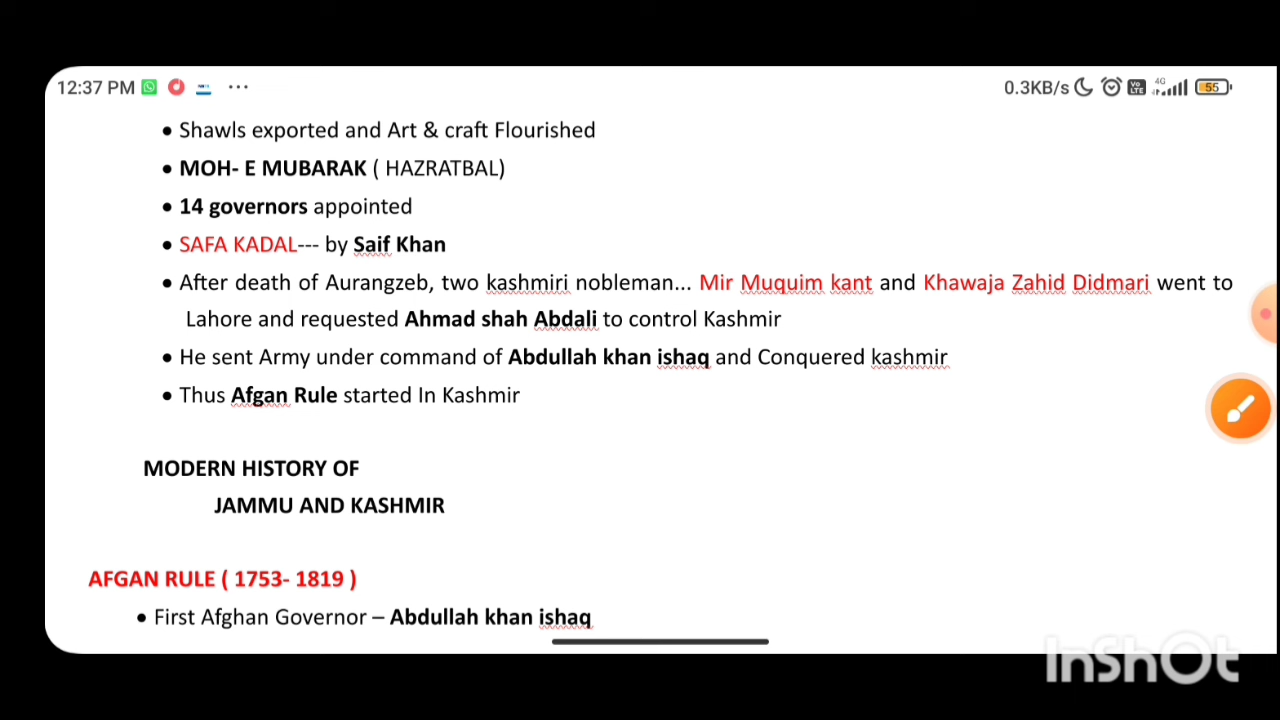 12:37 PM ... 0.3KB/s Vo LTE 4G 55
• Shawls exported and Art & craft Flourished
• MOH- E MUBARAK ( HAZRATBAL)
• 14 governors appointed
• SAFA KADAL--- by Saif Khan
• After death of Aurangzeb, two kashmiri nobleman... Mir Muquim kant and Khawaja Zahid Didmari went to
Lahore and requested Ahmad shah Abdali to control Kashmir
• He sent Army under command of Abdullah khan ishaq and Conquered kashmir
• Thus Afgan Rule started In Kashmir
MODERN HISTORY OF
JAMMU AND KASHMIR
AFGAN RULE ( 1753- 1819 )
• First Afghan Governor – Abdullah khan ishaq
InShOt